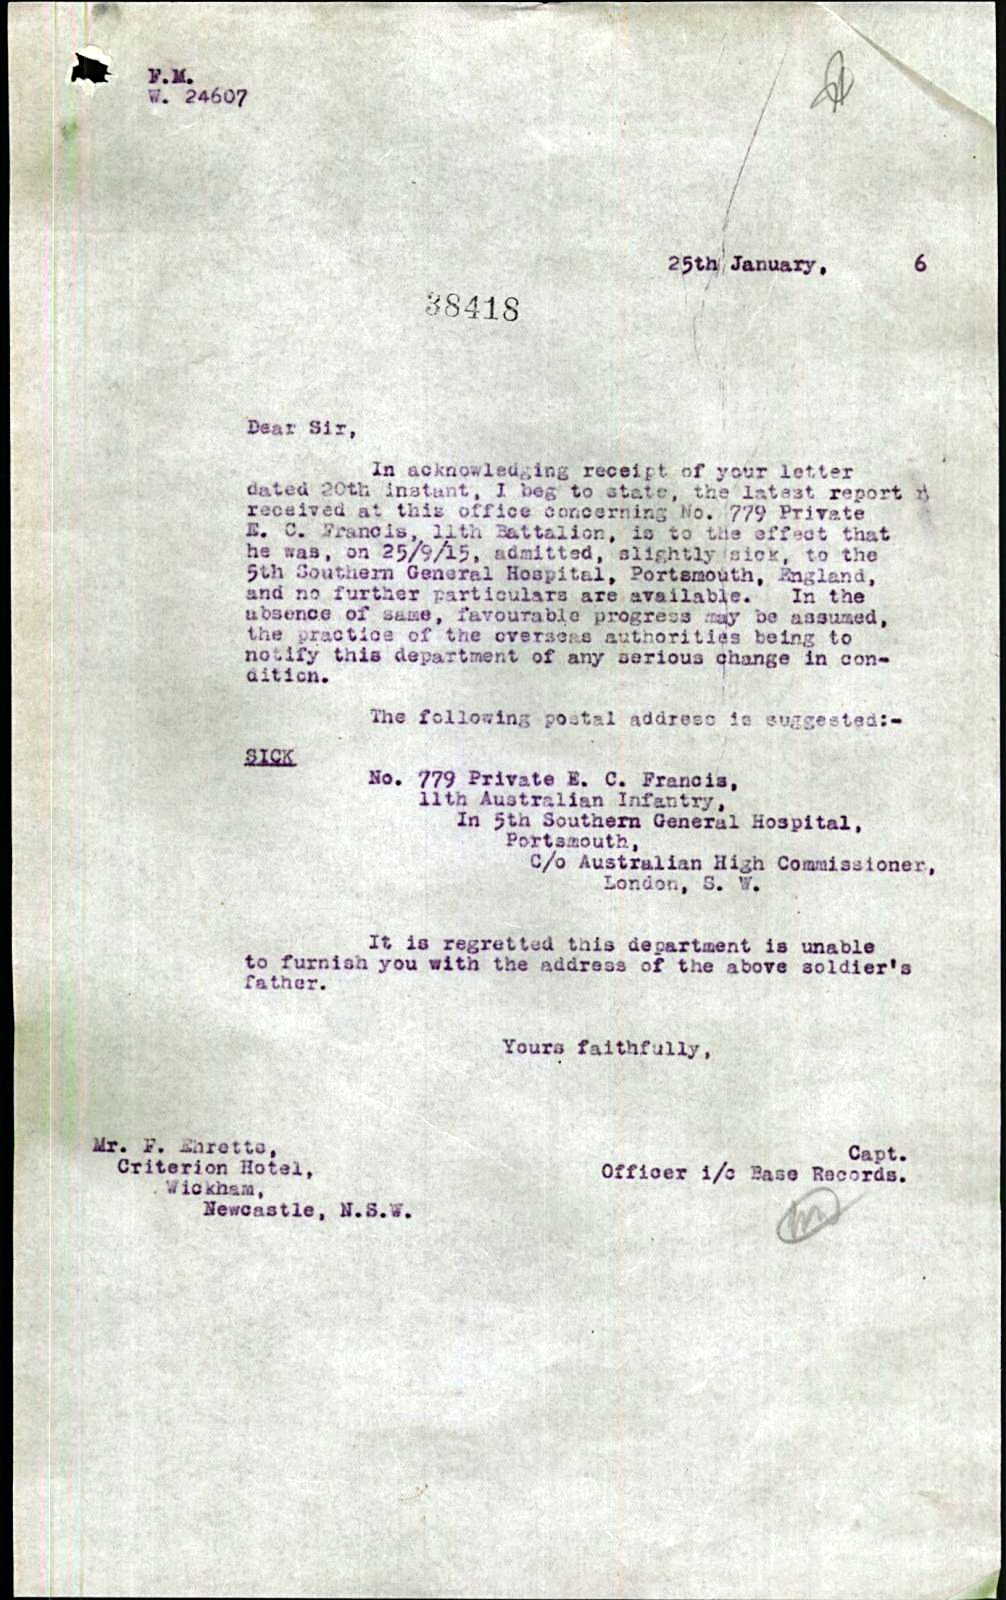 F.M.
W. 24607
25th January, 6
38418
Dear Sir,
In acknowledging receipt of your letter
dated 20th instant, I beg to state, the latest report
received at this office concerning No. 779 Private
E. C. Francis, 11th Battalion, is to the effect that
he was, on 25/9/15, admitted, slightly sick, to the
5th Southern General Hospital, Portsmouth, England,
and no further particulars are available. In the
absence of same, favourable progress may be assumed,
the practice of the overseas authorities being to
notify this department of any serious change in con-
dition.
The following postal address is suggested:-
SICK
No. 779 Private E. C. Francis,
11th Australian Infantry,
In 5th Southern General Hospital,
Portsmouth,
C/o Australian High Commissioner,
London, S. W.
It is regretted this department is unable
to furnish you with the address of the above soldier's
father.
Yours faithfully,
Mr. F. Ehretts,
Criterion Hotel,
Wickham,
Newcastle, N.S.W.
Capt.
Officer i/c Base Records.